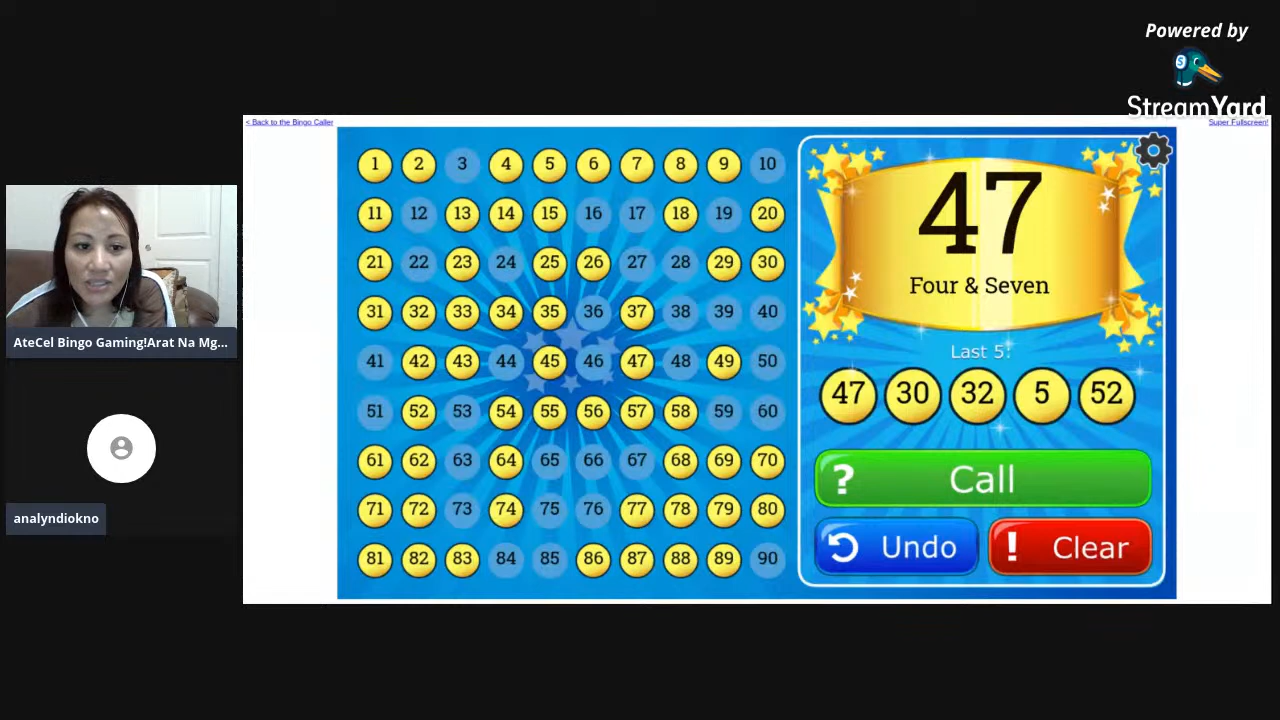 Powered by
StreamYard
< Back to the Bingo Caller
Super Fullscreen!
1 2 3 4 5 6 7 8 9 10
11 12 13 14 15 16 17 18 19 20
21 22 23 24 25 26 27 28 29 30
31 32 33 34 35 36 37 38 39 40
41 42 43 44 45 46 47 48 49 50
51 52 53 54 55 56 57 58 59 60
61 62 63 64 65 66 67 68 69 70
71 72 73 74 75 76 77 78 79 80
81 82 83 84 85 86 87 88 89 90
47
Four & Seven
Last 5:
47 30 32 5 52
? Call
Undo
! Clear
AteCel Bingo Gaming!Arat Na Mg...
analyndiokno